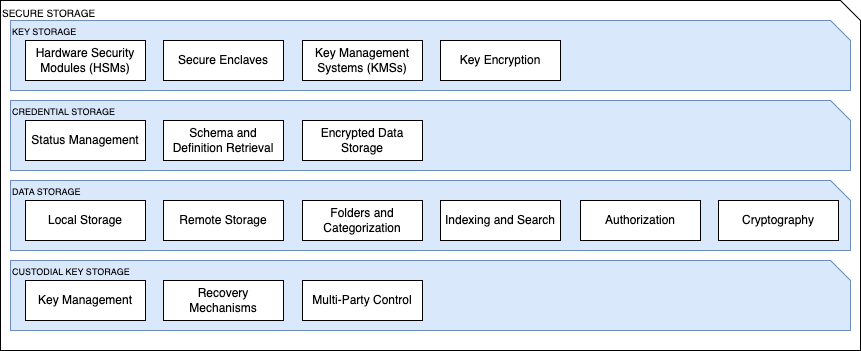 SECURE STORAGE
KEY STORAGE
Hardware Security
Modules (HSMs)
Secure Enclaves
Key Management
Systems (KMSs)
Key Encryption
CREDENTIAL STORAGE
Status Management
Schema and
Definition Retrieval
Encrypted Data
Storage
DATA STORAGE
Local Storage
Remote Storage
Folders and
Categorization
Indexing and Search
Authorization
Cryptography
CUSTODIAL KEY STORAGE
Key Management
Recovery
Mechanisms
Multi-Party Control